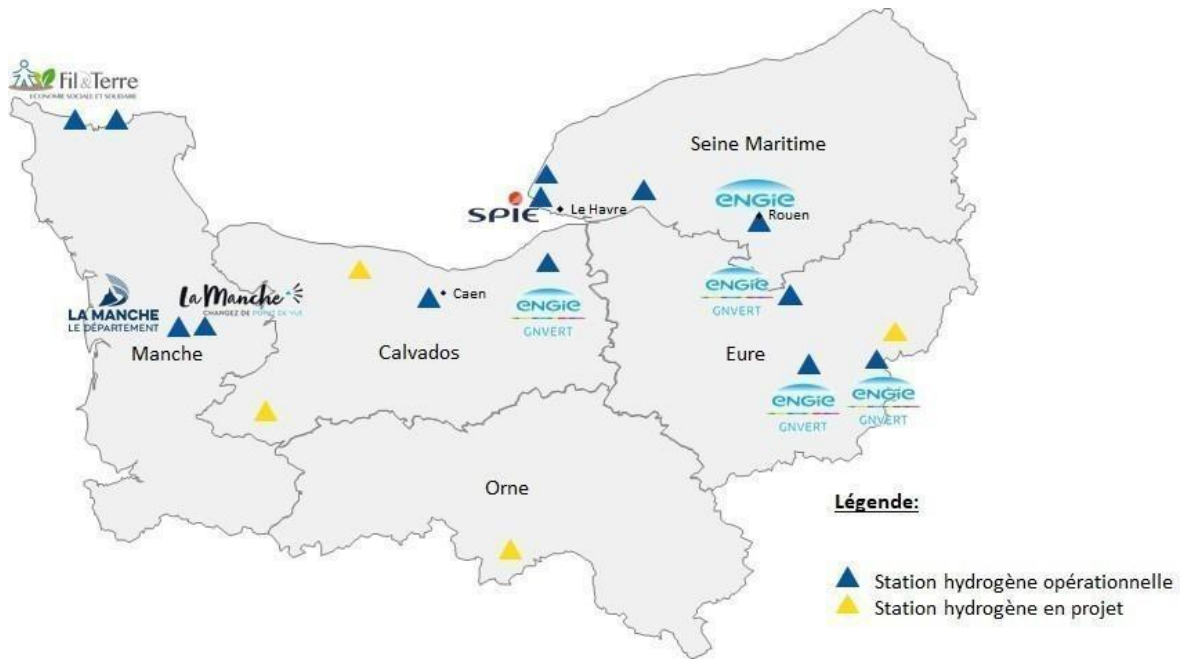 Fil&Terre
ECONOMIE SOCIALE ET SOLIDAIRE
Seine Maritime
ENGIE
Rouen
SPIE
Le Havre
ENGIE
GNVERT
LA MANCHE
LE DÉPARTEMENT
La Manche
CHANGEZ DE POINT DE VUE
Caen
ENGIE
GNVERT
Manche
Calvados
Eure
ENGIE
GNVERT
ENGIE
GNVERT
Orne
Légende:
Station hydrogène opérationnelle
Station hydrogène en projet